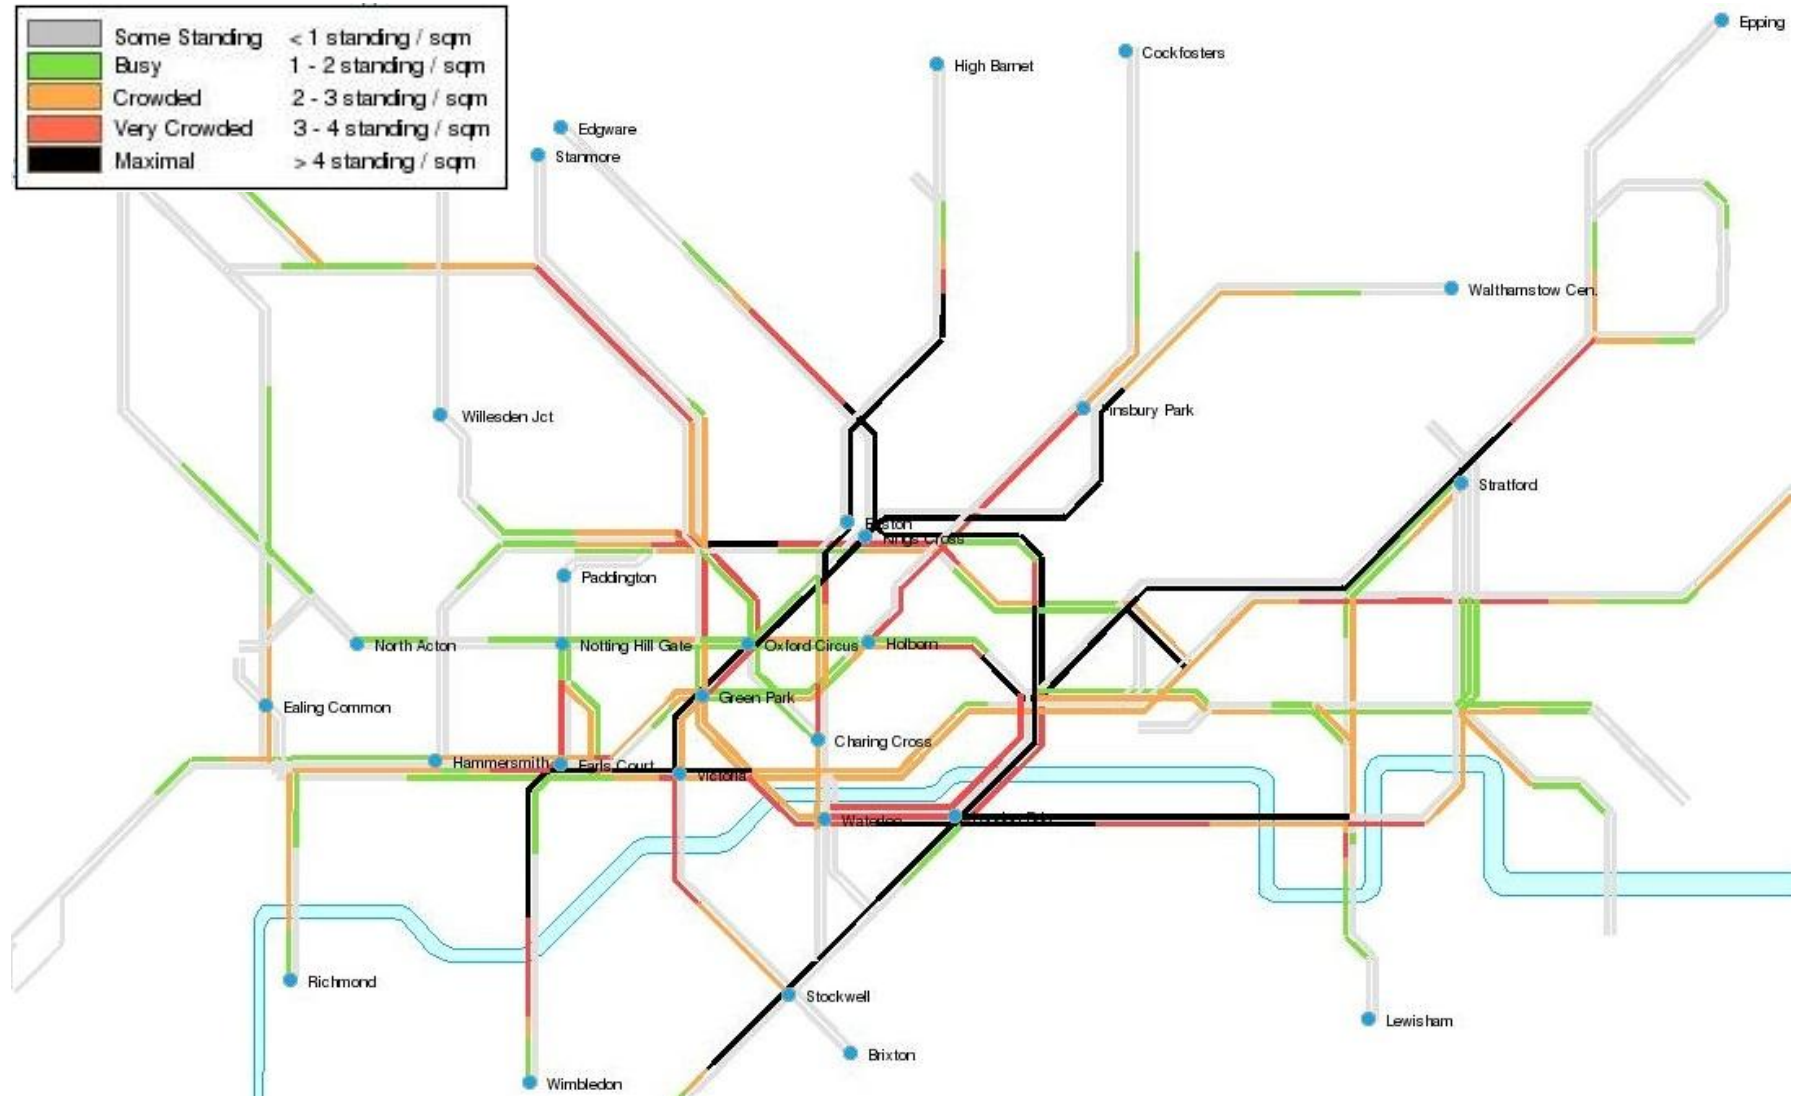 Some Standing < 1 standing / sqm
Busy 1 - 2 standing / sqm
Crowded 2 - 3 standing / sqm
Very Crowded 3 - 4 standing / sqm
Maximal > 4 standing / sqm
Epping
Cockfosters
High Barnet
Edgware
Stanmore
Walthamstow Cen.
Willesden Jct
Finsbury Park
Stratford
Euston
Kings Cross
Paddington
North Acton
Notting Hill Gate
Oxford Circus
Holborn
Green Park
Ealing Common
Charing Cross
Hammersmith
Earls Court
Victoria
Waterloo
Richmond
Stockwell
Lewisham
Brixton
Wimbledon